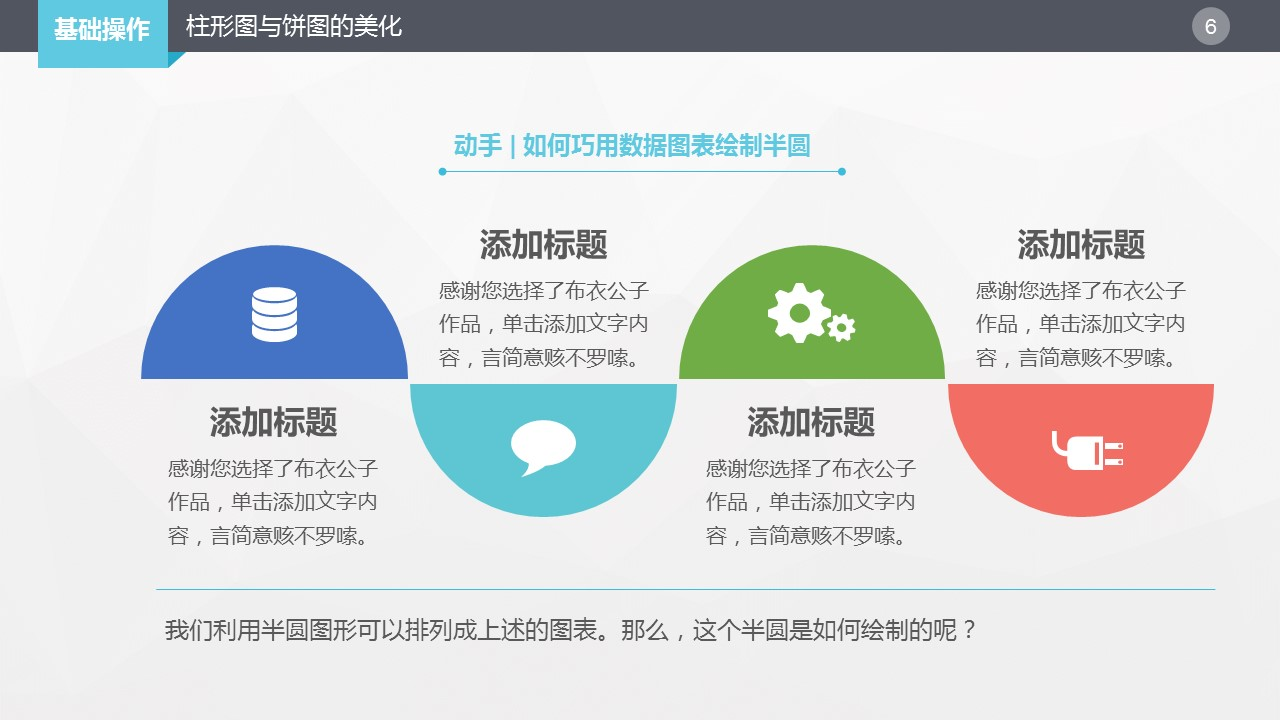 基础操作
柱形图与饼图的美化
6
动手 | 如何巧用数据图表绘制半圆
添加标题
感谢您选择了布衣公子
作品，单击添加文字内
容，言简意赅不罗嗦。
添加标题
感谢您选择了布衣公子
作品，单击添加文字内
容，言简意赅不罗嗦。
添加标题
感谢您选择了布衣公子
作品，单击添加文字内
容，言简意赅不罗嗦。
添加标题
感谢您选择了布衣公子
作品，单击添加文字内
容，言简意赅不罗嗦。
我们利用半圆图形可以排列成上述的图表。那么，这个半圆是如何绘制的呢？